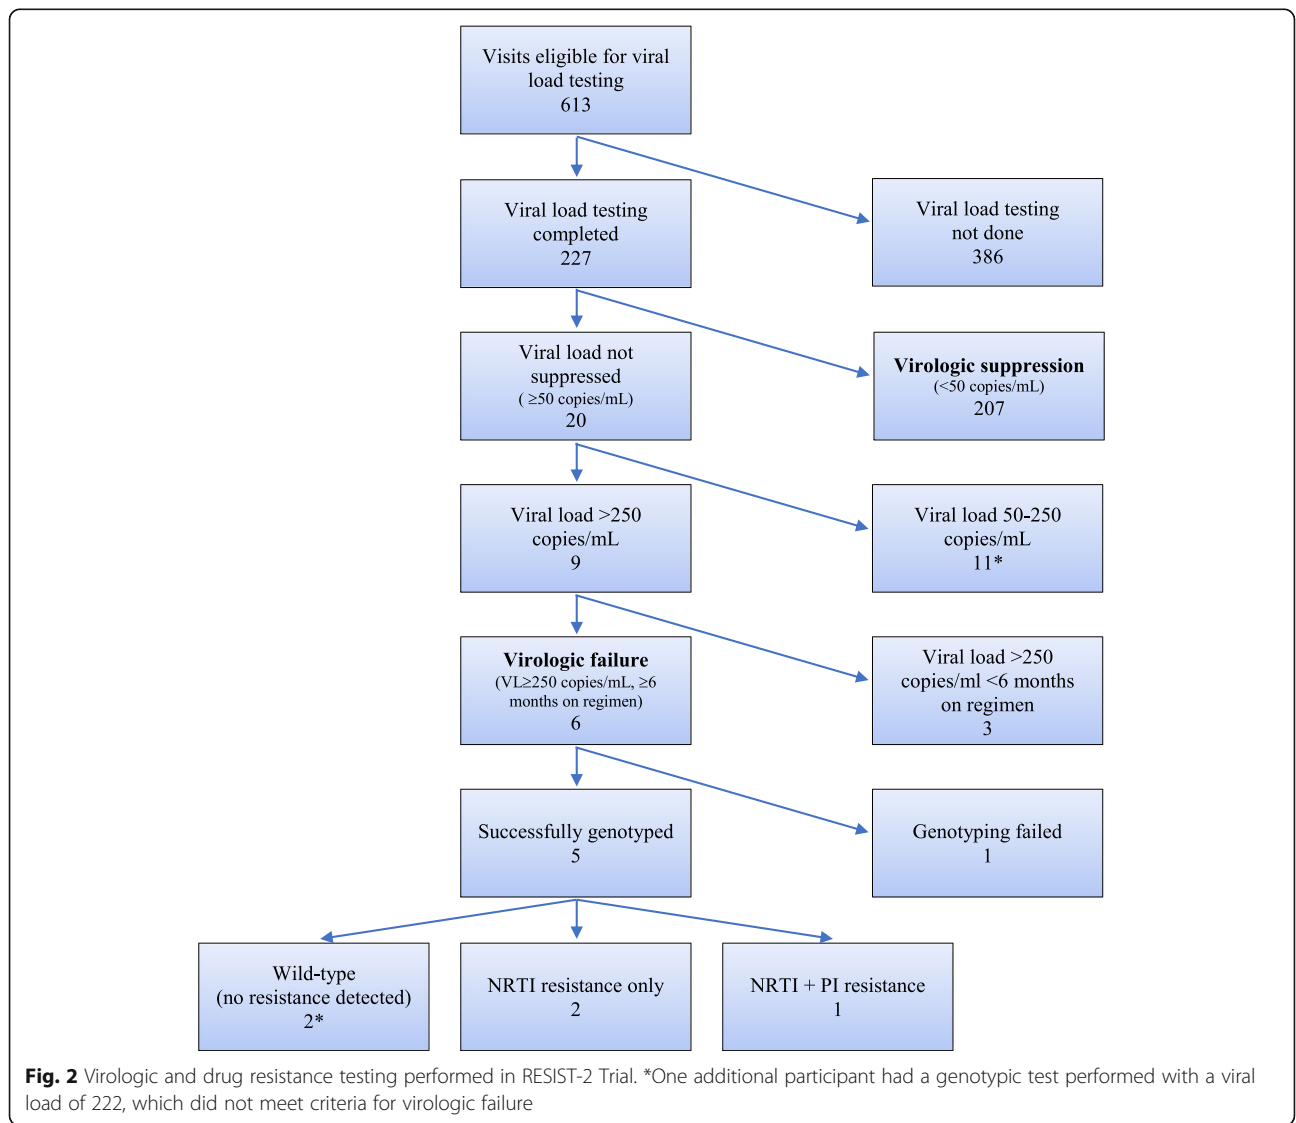 Visits eligible for viral
load testing
613
Viral load testing
completed
227
Viral load testing
not done
386
Viral load not
suppressed
( ≥50 copies/mL)
20
Virologic suppression
(<50 copies/mL)
207
Viral load >250
copies/mL
9
Viral load 50-250
copies/mL
11*
Virologic failure
(VL≥250 copies/mL, ≥6
months on regimen)
6
Viral load >250
copies/ml <6 months
on regimen
3
Successfully genotyped
5
Genotyping failed
1
Wild-type
(no resistance detected)
2*
NRTI resistance only
2
NRTI + PI resistance
1
Fig. 2 Virologic and drug resistance testing performed in RESIST-2 Trial. *One additional participant had a genotypic test performed with a viral
load of 222, which did not meet criteria for virologic failure